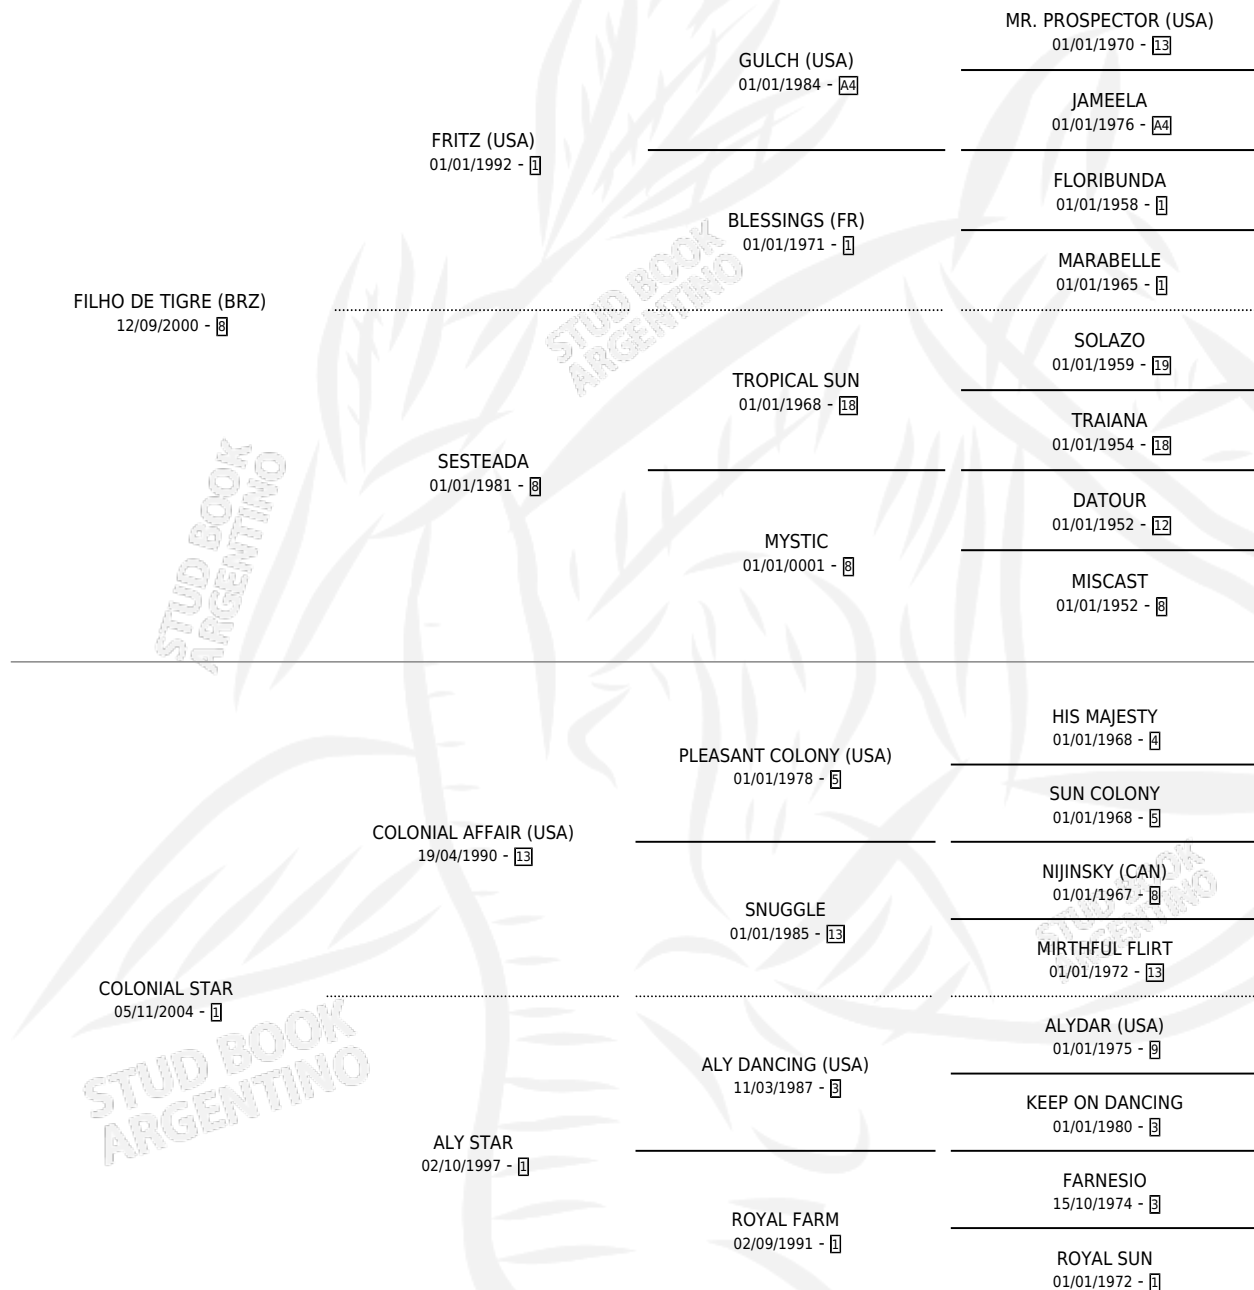 MR. PROSPECTOR (USA)
01/01/1970 - 13
GULCH (USA)
01/01/1984 - A4
JAMEELA
01/01/1976 - A4
FRITZ (USA)
01/01/1992 - 1
FLORIBUNDA
01/01/1958 - 1
BLESSINGS (FR)
01/01/1971 - 1
MARABELLE
01/01/1965 - 1
FILHO DE TIGRE (BRZ)
12/09/2000 - 8
SOLAZO
01/01/1959 - 19
TROPICAL SUN
01/01/1968 - 18
TRAIANA
01/01/1954 - 18
SESTEADA
01/01/1981 - 8
DATOUR
01/01/1952 - 12
MYSTIC
01/01/0001 - 8
MISCAST
01/01/1952 - 8
HIS MAJESTY
01/01/1968 - 4
PLEASANT COLONY (USA)
01/01/1978 - 5
SUN COLONY
01/01/1968 - 5
COLONIAL AFFAIR (USA)
19/04/1990 - 13
NIJINSKY (CAN)
01/01/1967 - 8
SNUGGLE
01/01/1985 - 13
MIRTHFUL FLIRT
01/01/1972 - 13
COLONIAL STAR
05/11/2004 - 1
ALYDAR (USA)
01/01/1975 - 9
ALY DANCING (USA)
11/03/1987 - 3
KEEP ON DANCING
01/01/1980 - 3
ALY STAR
02/10/1997 - 1
FARNESIO
15/10/1974 - 3
ROYAL FARM
02/09/1991 - 1
ROYAL SUN
01/01/1972 - 1
STUD BOOK
ARGENTINO
STUD BOOK
ARGENTINO
STUD BOOK
ARGENTINO
STUD BOOK
ARGENTINO